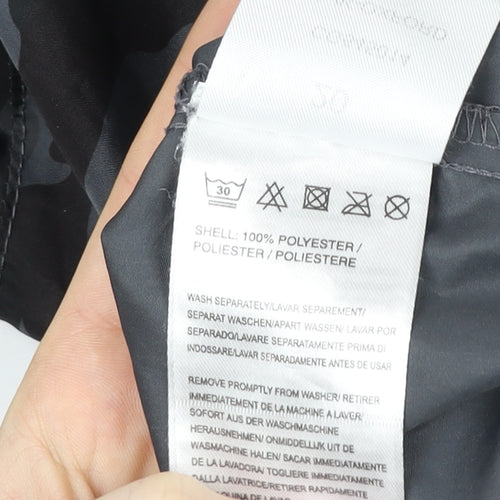 30
SHELL: 100% POLYESTER /
POLIESTER / POLIESTERE
WASH SEPARATELY/LAVAR SEPAREMENT/
SEPARAT WASCHEN/APART WASSEN/ LAVAR POR
SEPARADO/LAVARE SEPARATAMENTE PRIMA DI
INDOSSARE/LAVAR SEPARADAMENTE ANTES DE USAR
REMOVE PROMPTLY FROM WASHER/ RETIRER
IMMEDIATEMENT DE LA MACHINE A LAVER/
SOFORT AUS DER WASCHMASCHINE
HERAUSNEHMEN/ ONMIDDELLIJK UIT DE
WASMACHINE HALEN/ SACAR IMMEDIATAMENTE
DE LA LAVADORA/ TOGLIERE IMMEDIATAMENTE
DALLA LAVATRICE/RETIRER RAPIDAMENTE